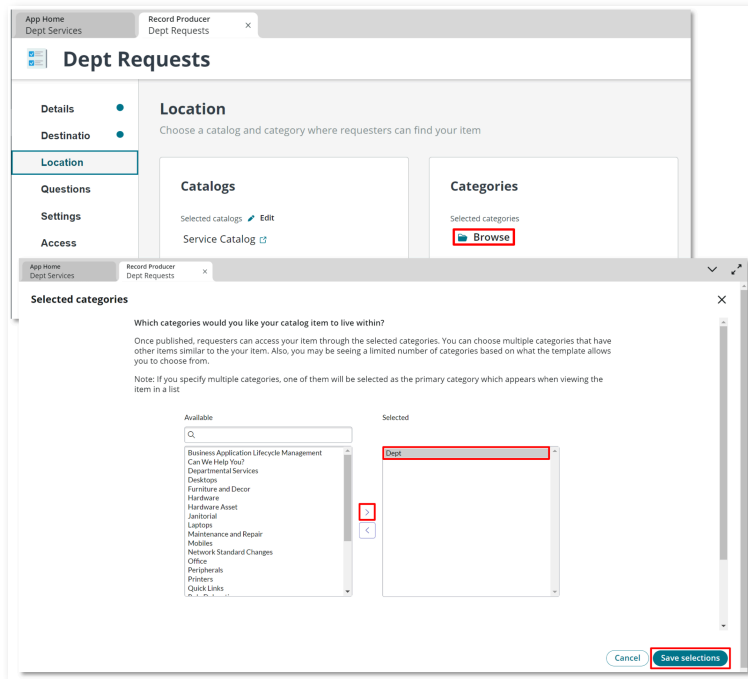 App Home
Dept Services
Record Producer
Dept Requests
Dept Requests
Details
Destinatio
Location
Questions
Settings
Access
Location
Choose a catalog and category where requesters can find your item
Catalogs
Selected catalogs Edit
Service Catalog
Categories
Selected categories
Browse
App Home
Dept Services
Record Producer
Dept Requests
Selected categories
Which categories would you like your catalog item to live within?
Once published, requesters can access your item through the selected categories. You can choose multiple categories that have
other items similar to the your item. Also, you may be seeing a limited number of categories based on what the template allows
you to choose from.
Note: If you specify multiple categories, one of them will be selected as the primary category which appears when viewing the
item in a list
Available
Business Application Lifecycle Management
Can We Help You?
Departmental Services
Desktops
Furniture and Decor
Hardware
Hardware Asset
Janitorial
Laptops
Maintenance and Repair
Mobiles
Network Standard Changes
Office
Peripherals
Printers
Quick Links
Selected
Dept
Cancel
Save selections